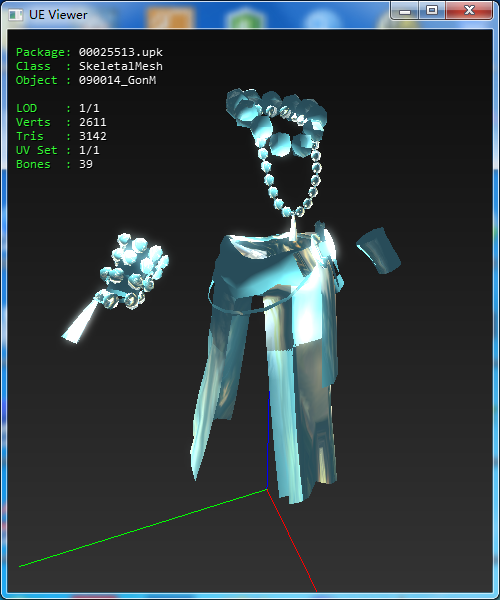 UE Viewer
Package: 00025513.upk
Class : SkeletalMesh
Object : 090014_GonM
LOD : 1/1
Verts : 2611
Tris : 3142
UV Set : 1/1
Bones : 39